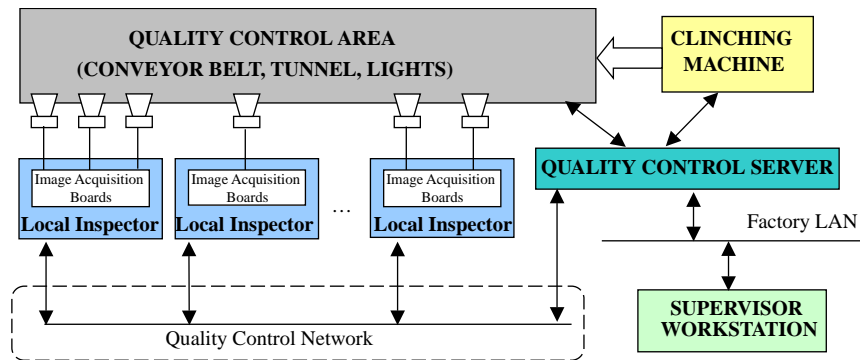 QUALITY CONTROL AREA
(CONVEYOR BELT, TUNNEL, LIGHTS)
CLINCHING
MACHINE
Image Acquisition
Boards
Local Inspector
Image Acquisition
Boards
Local Inspector
...
Image Acquisition
Boards
Local Inspector
QUALITY CONTROL SERVER
Factory LAN
SUPERVISOR
WORKSTATION
Quality Control Network